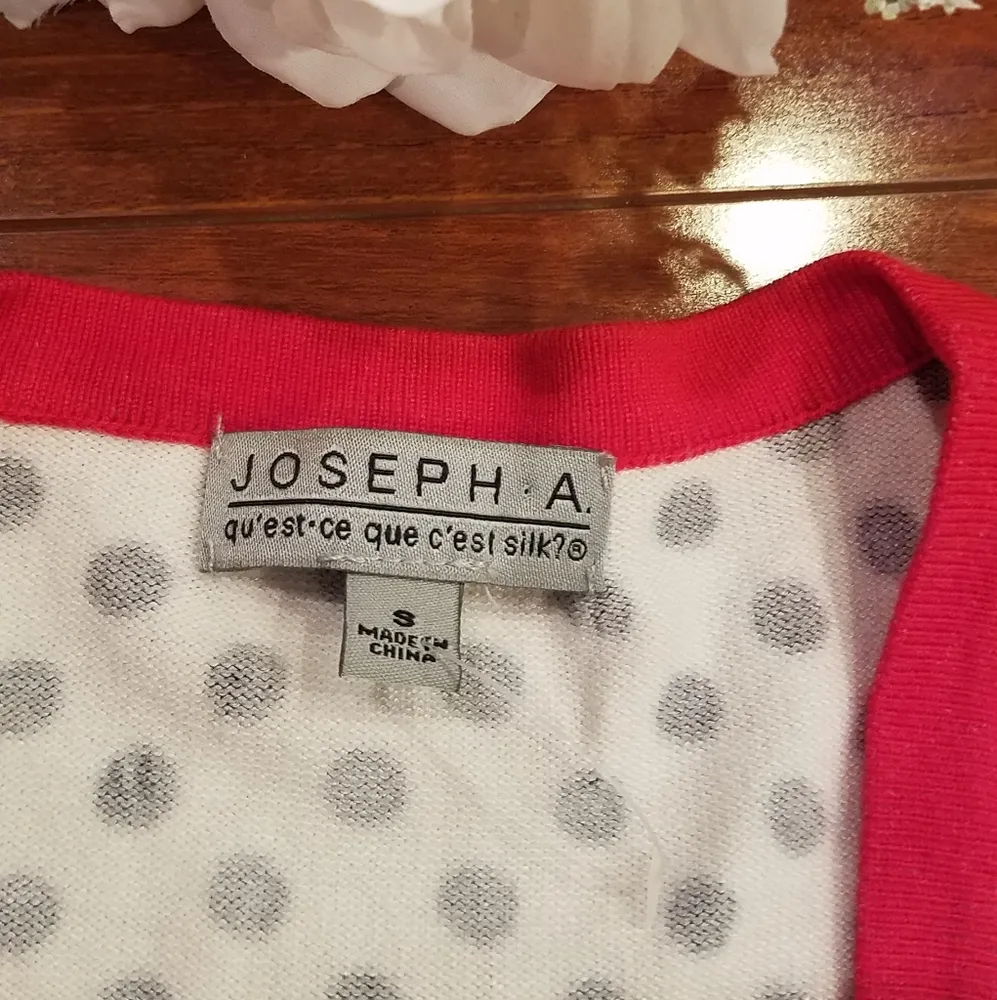 JOSEPH·A.
qu'est·ce que c'est silk?®
S
MADE IN
CHINA